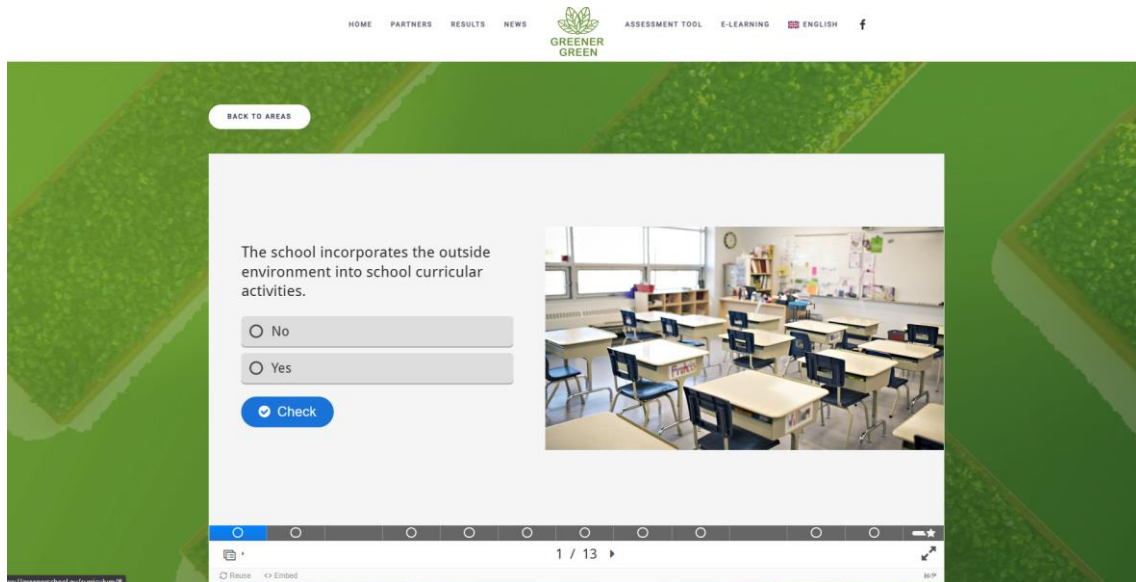 HOME PARTNERS RESULTS NEWS
GREENER
GREEN
ASSESSMENT TOOL E-LEARNING ENGLISH f
BACK TO AREAS
The school incorporates the outside
environment into school curricular
activities.
No
Yes
Check
1 / 13
Reuse <> Embed